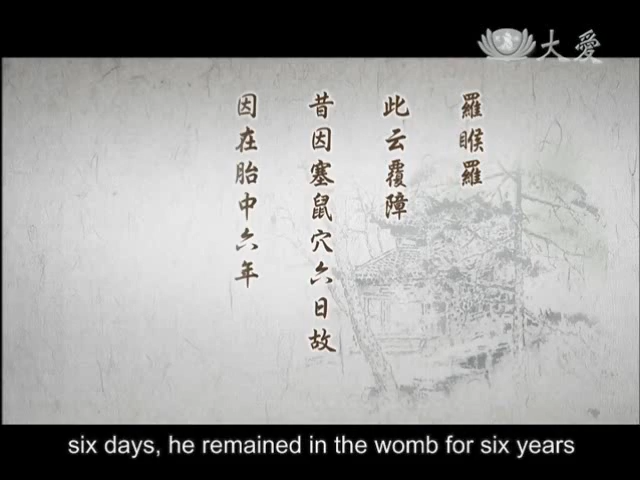 大愛
羅睺羅
此云覆障
昔因塞鼠穴六日故
因在胎中六年
six days, he remained in the womb for six years